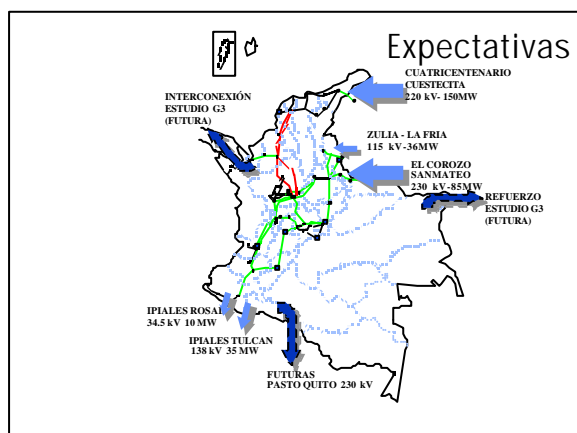 Expectativas
CUATRICENTENARIO
CUESTECITA
220 kV- 150MW
INTERCONEXIÓN
ESTUDIO G3
(FUTURA)
ZULIA - LA FRIA
115 kV -36MW
EL COROZO
SANMATEO
230 kV-85MW
REFUERZO
ESTUDIO G3
(FUTURA)
IPIALES ROSAL
34.5 kV 10 MW
IPIALES TULCAN
138 kV 35 MW
FUTURAS
PASTO QUITO 230 kV